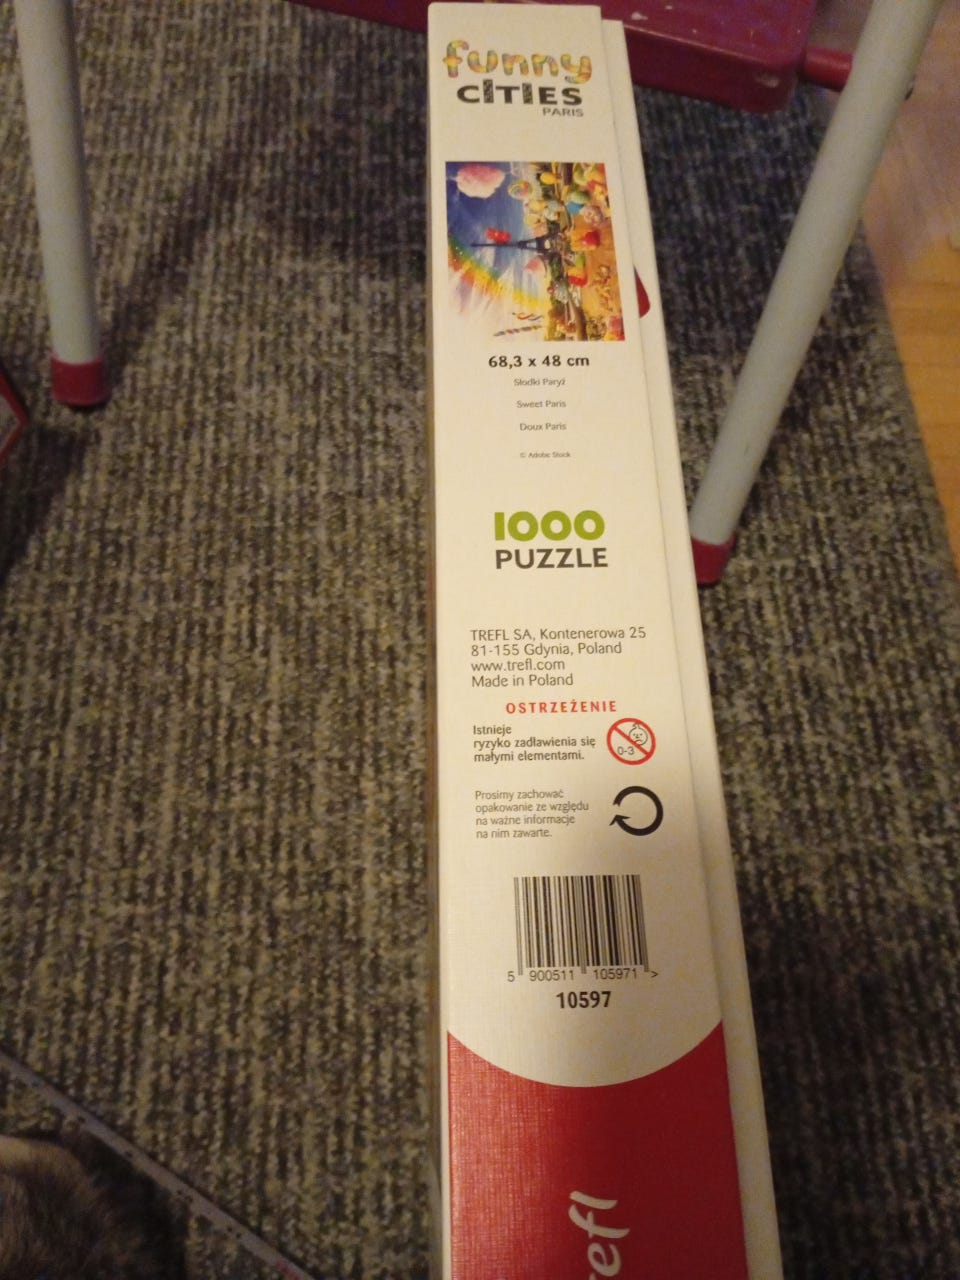 funny
CITIES
PARIS
68,3 x 48 cm
Słodki Paryż
Sweet Paris
Doux Paris
© Adobe Stock
1000
PUZZLE
TREFL SA, Kontenerowa 25
81-155 Gdynia, Poland
www.trefl.com
Made in Poland
OSTRZEŻENIE
Istnieje
ryzyko zadławienia się
małymi elementami.
0-3
Prosimy zachować
opakowanie ze względu
na ważne informacje
na nim zawarte.
5 900511 105971 >
10597
refl